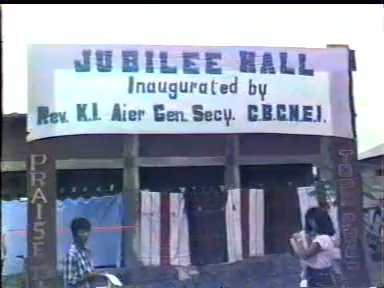 JUBILEE HALL
Inaugurated by
Rev. K.I. Aier Gen. Secy. C.B.C.N.E.I.
PRAISE